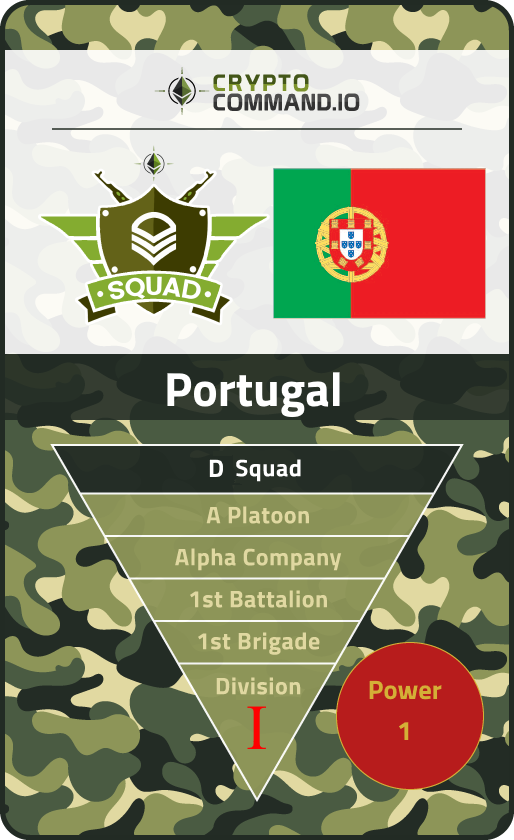 CRYPTO
COMMAND.IO
SQUAD
Portugal
D Squad
A Platoon
Alpha Company
1st Battalion
1st Brigade
Division
I
Power
1